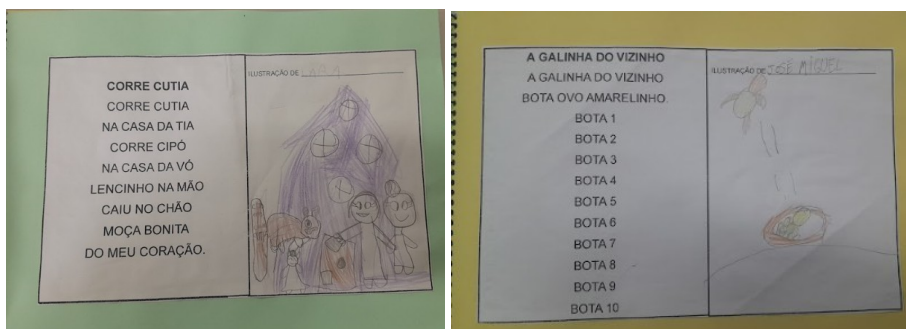 CORRE CUTIA
CORRE CUTIA
NA CASA DA TIA
CORRE CIPÓ
NA CASA DA VÓ
LENCINHO NA MÃO
CAIU NO CHÃO
MOÇA BONITA
DO MEU CORAÇÃO.
ILUSTRAÇÃO DE
A GALINHA DO VIZINHO
A GALINHA DO VIZINHO
BOTA OVO AMARELINHO.
BOTA 1
BOTA 2
BOTA 3
BOTA 4
BOTA 5
BOTA 6
BOTA 7
BOTA 8
BOTA 9
BOTA 10
ILUSTRAÇÃO DE JOSÉ MIGUEL